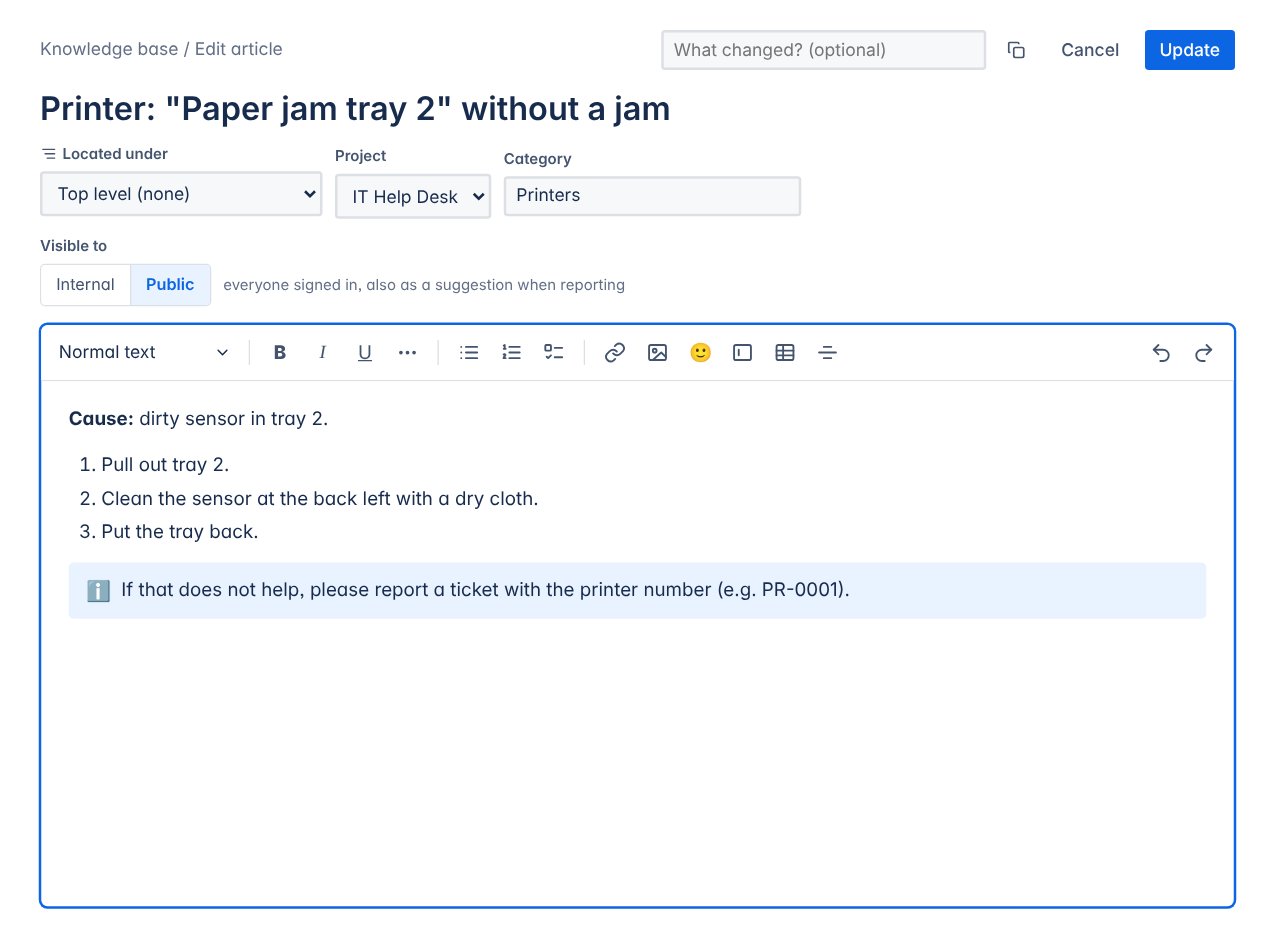 Knowledge base / Edit article
What changed? (optional)
Cancel
Update
Printer: "Paper jam tray 2" without a jam
Located under
Project
Category
Top level (none)
IT Help Desk
Printers
Visible to
Internal
Public
everyone signed in, also as a suggestion when reporting
Normal text
B
I
U
Cause: dirty sensor in tray 2.
1. Pull out tray 2.
2. Clean the sensor at the back left with a dry cloth.
3. Put the tray back.
ℹ️ If that does not help, please report a ticket with the printer number (e.g. PR-0001).